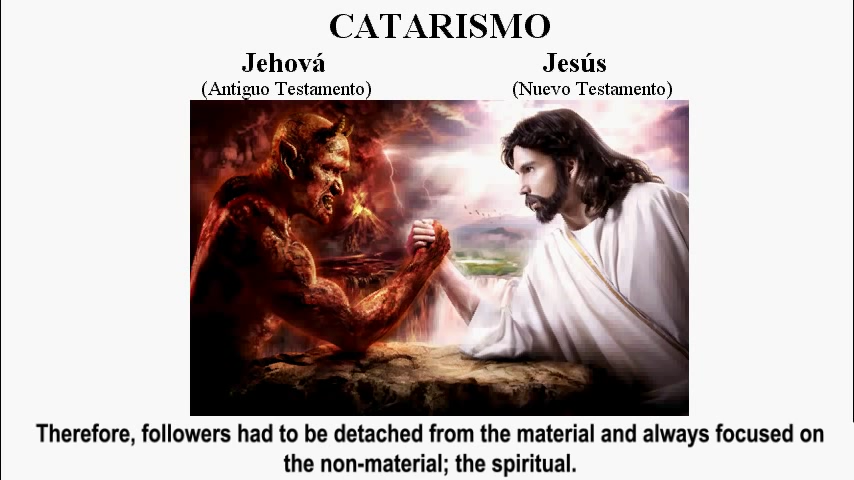 CATARISMO
Jehová Jesús
(Antiguo Testamento) (Nuevo Testamento)
Therefore, followers had to be detached from the material and always focused on
the non-material; the spiritual.